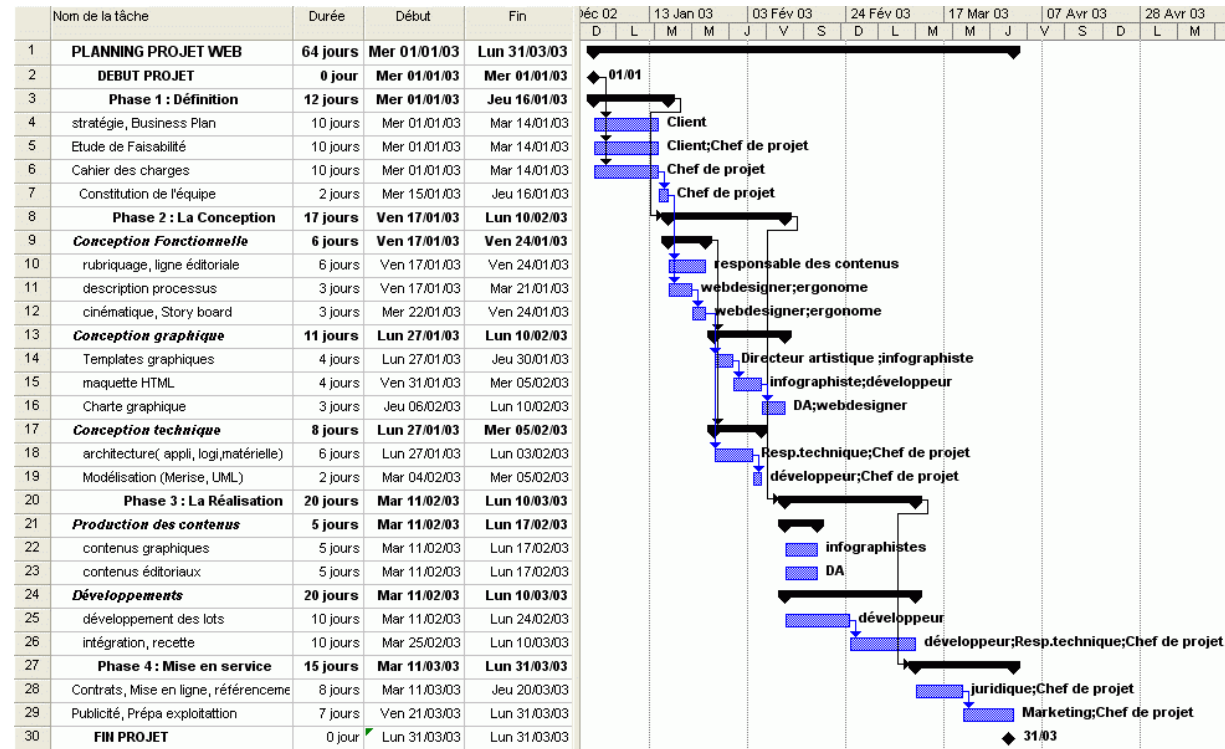 Nom de la tâche Durée Début Fin Déc 02 13 Jan 03 03 Fév 03 24 Fév 03 17 Mar 03 07 Avr 03 28 Avr 03
D L M M J V S D L M M J V S D L M
1 PLANNING PROJET WEB 64 jours Mer 01/01/03 Lun 31/03/03
2 DEBUT PROJET 0 jour Mer 01/01/03 Mer 01/01/03 01/01
3 Phase 1 : Définition 12 jours Mer 01/01/03 Jeu 16/01/03
4 stratégie, Business Plan 10 jours Mer 01/01/03 Mar 14/01/03 Client
5 Etude de Faisabilité 10 jours Mer 01/01/03 Mar 14/01/03 Client;Chef de projet
6 Cahier des charges 10 jours Mer 01/01/03 Mar 14/01/03 Chef de projet
7 Constitution de l'équipe 2 jours Mer 15/01/03 Jeu 16/01/03 Chef de projet
8 Phase 2 : La Conception 17 jours Ven 17/01/03 Lun 10/02/03
9 Conception Fonctionnelle 6 jours Ven 17/01/03 Ven 24/01/03
10 rubriquage, ligne éditoriale 6 jours Ven 17/01/03 Ven 24/01/03 responsable des contenus
11 description processus 3 jours Ven 17/01/03 Mar 21/01/03 webdesigner;ergonome
12 cinématique, Story board 3 jours Mer 22/01/03 Ven 24/01/03 webdesigner;ergonome
13 Conception graphique 11 jours Lun 27/01/03 Lun 10/02/03
14 Templates graphiques 4 jours Lun 27/01/03 Jeu 30/01/03 Directeur artistique ;infographiste
15 maquette HTML 4 jours Ven 31/01/03 Mer 05/02/03 infographiste;développeur
16 Charte graphique 3 jours Jeu 06/02/03 Lun 10/02/03 DA;webdesigner
17 Conception technique 8 jours Lun 27/01/03 Mer 05/02/03
18 architecture( appli, logi,matérielle) 6 jours Lun 27/01/03 Lun 03/02/03 Resp.technique;Chef de projet
19 Modélisation (Merise, UML) 2 jours Mar 04/02/03 Mer 05/02/03 développeur;Chef de projet
20 Phase 3 : La Réalisation 20 jours Mar 11/02/03 Lun 10/03/03
21 Production des contenus 5 jours Mar 11/02/03 Lun 17/02/03
22 contenus graphiques 5 jours Mar 11/02/03 Lun 17/02/03 infographistes
23 contenus éditoriaux 5 jours Mar 11/02/03 Lun 17/02/03 DA
24 Développements 20 jours Mar 11/02/03 Lun 10/03/03
25 développement des lots 10 jours Mar 11/02/03 Lun 24/02/03 développeur
26 intégration, recette 10 jours Mar 25/02/03 Lun 10/03/03 développeur;Resp.technique;Chef de projet
27 Phase 4 : Mise en service 15 jours Mar 11/03/03 Lun 31/03/03
28 Contrats, Mise en ligne, référenceme 8 jours Mar 11/03/03 Jeu 20/03/03 juridique;Chef de projet
29 Publicité, Prépa exploitattion 7 jours Ven 21/03/03 Lun 31/03/03 Marketing;Chef de projet
30 FIN PROJET 0 jour Lun 31/03/03 Lun 31/03/03 31/03